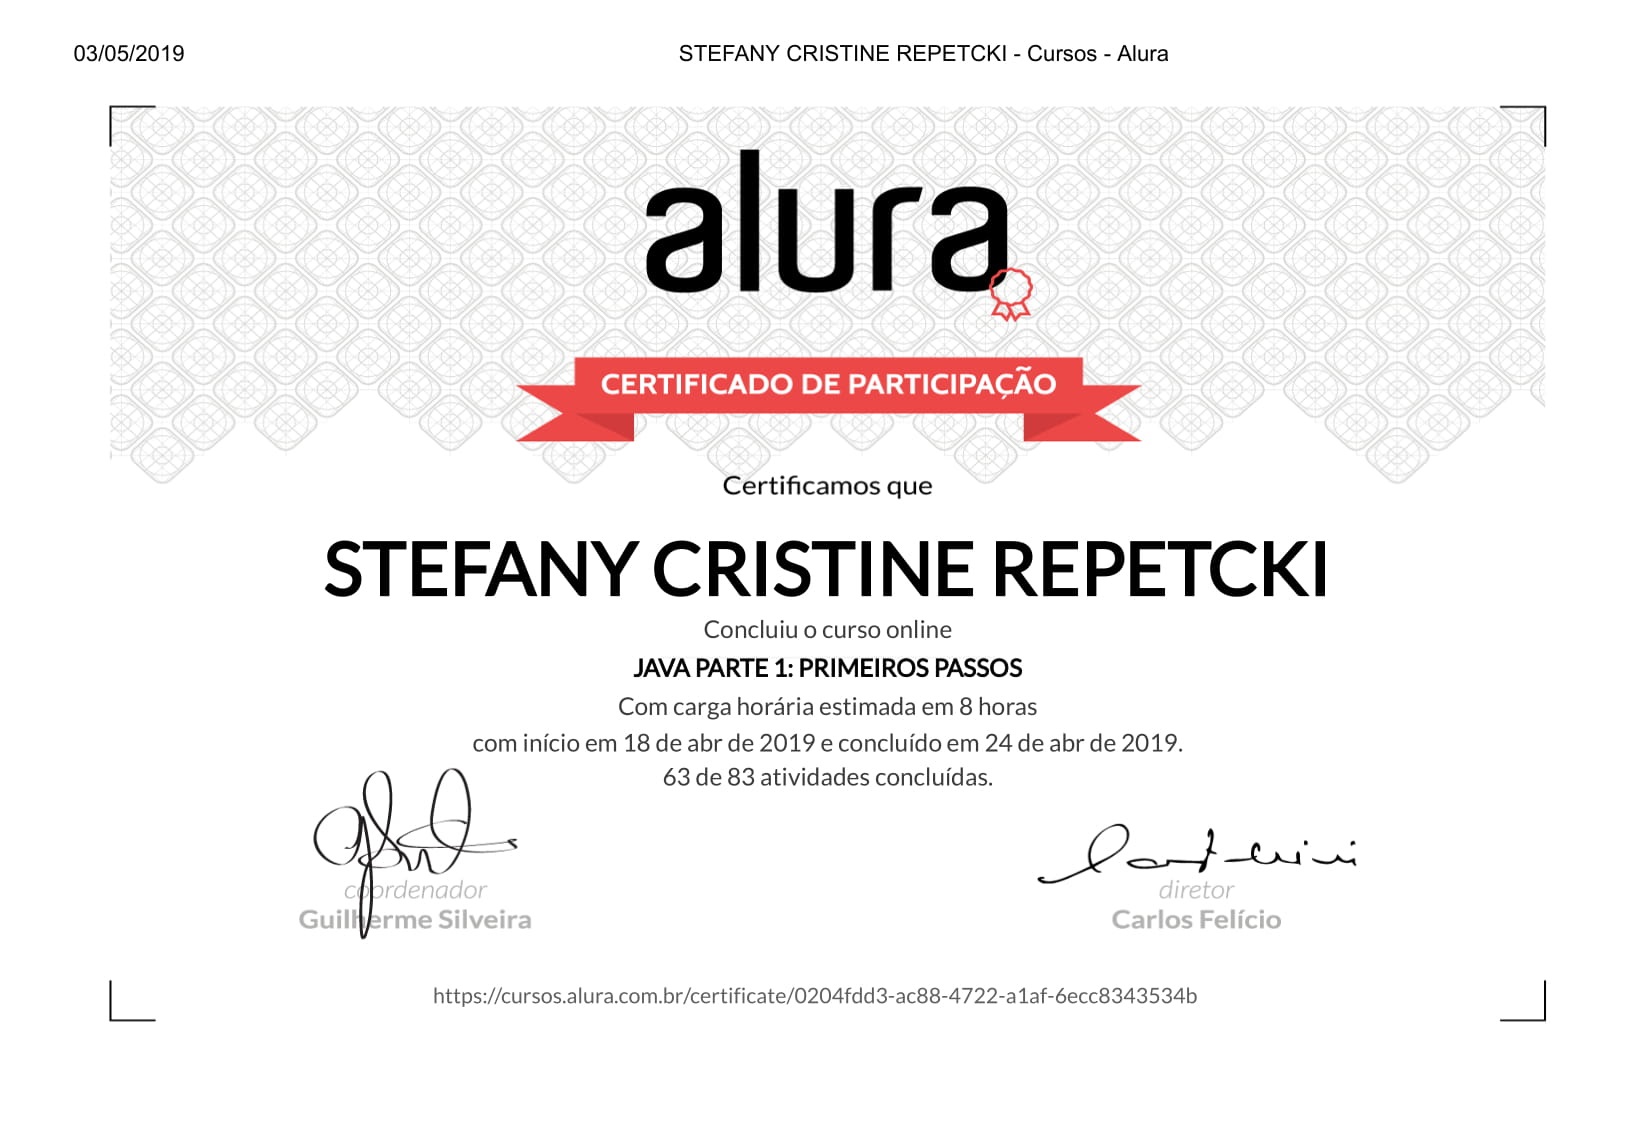 03/05/2019 STEFANY CRISTINE REPETCKI - Cursos - Alura
alura
CERTIFICADO DE PARTICIPAÇÃO
Certificamos que
STEFANY CRISTINE REPETCKI
Concluiu o curso online
JAVA PARTE 1: PRIMEIROS PASSOS
Com carga horária estimada em 8 horas
com início em 18 de abr de 2019 e concluído em 24 de abr de 2019.
63 de 83 atividades concluídas.
coordenador
Guilherme Silveira
diretor
Carlos Felício
https://cursos.alura.com.br/certificate/0204fdd3-ac88-4722-a1af-6ecc8343534b